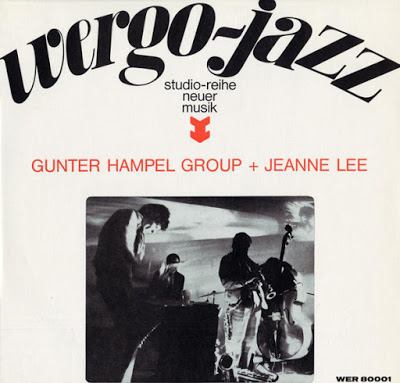 wergo-jazz
studio-reihe
neuer
musik
GUNTER HAMPEL GROUP + JEANNE LEE
WER 80001